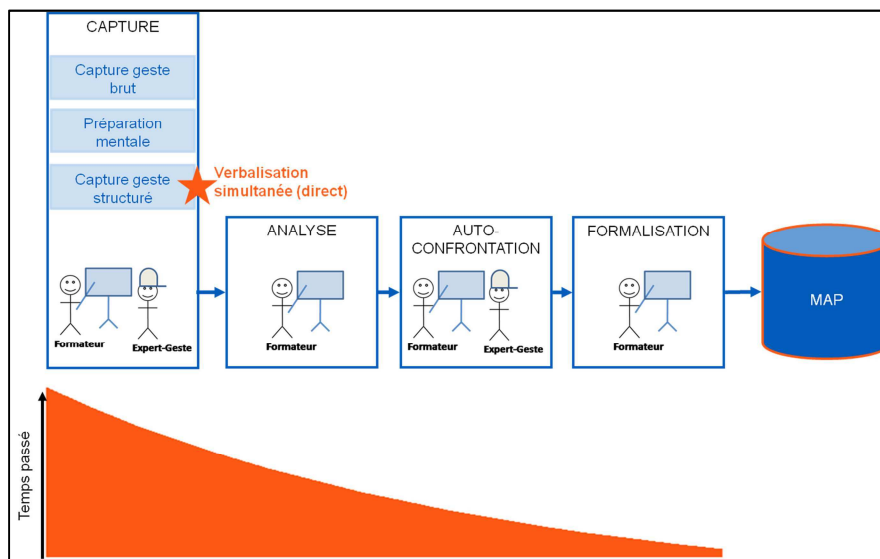 CAPTURE
Capture geste
brut
Préparation
mentale
Capture geste
structuré
Verbalisation
simultanée (direct)
Formateur
Expert-Geste
ANALYSE
Formateur
AUTO-
CONFRONTATION
Formateur
Expert-Geste
FORMALISATION
Formateur
MAP
Temps passé